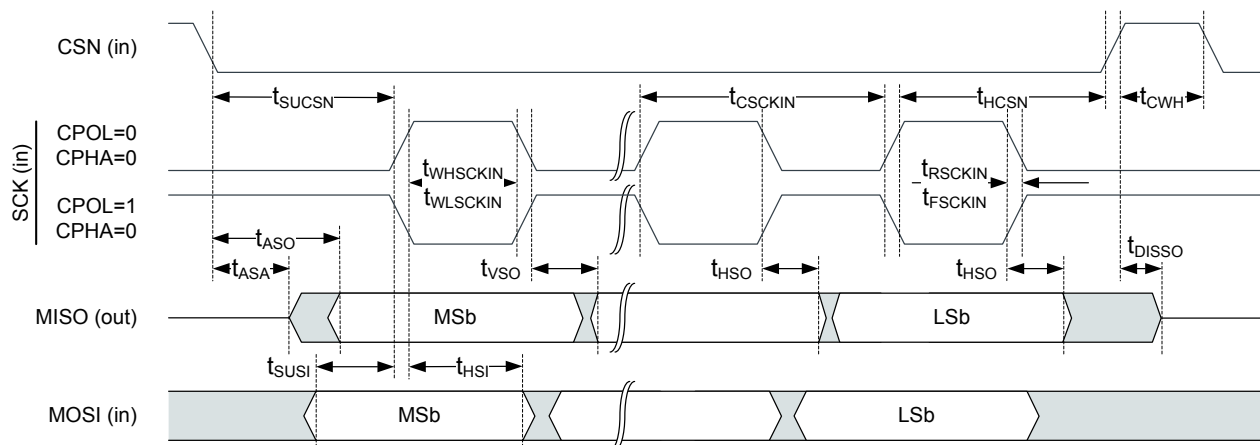 CSN (in)
tSUCSN
tCSCKIN
tHCSN
tCWH
SCK (in)
CPOL=0
CPHA=0
tWHSCKIN
tWLSCKIN
tRSCKIN
tFSCKIN
CPOL=1
CPHA=0
tASO
tASA
tVSO
tHSO
tHSO
tDISSO
MISO (out)
MSb
LSb
tSUSI
tHSI
MOSI (in)
MSb
LSb